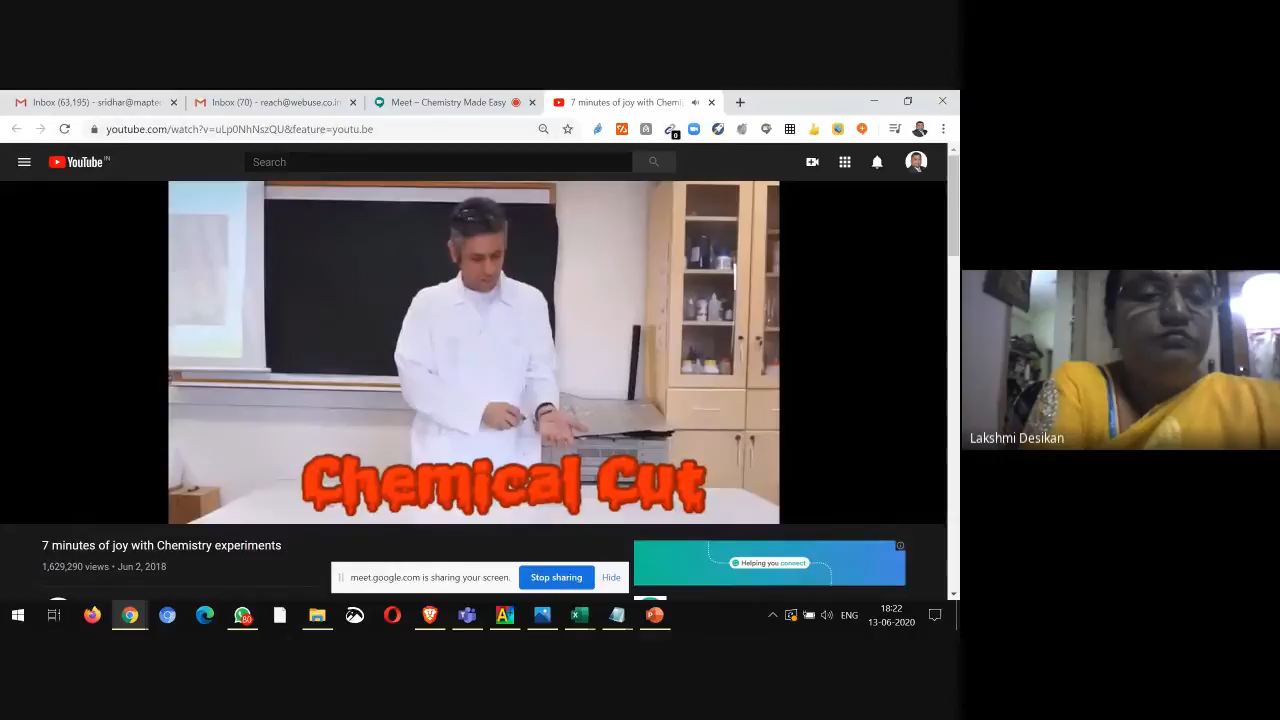 Inbox (63,195) - sridhar@maptec
Inbox (70) - reach@webuse.co.in
Meet – Chemistry Made Easy
7 minutes of joy with Chemi
youtube.com/watch?v=uLp0NhNszQU&feature=youtu.be
0
YouTube IN
Search
Chemical Cut
Lakshmi Desikan
7 minutes of joy with Chemistry experiments
1,629,290 views • Jun 2, 2018
Helping you connect
meet.google.com is sharing your screen.
Stop sharing
Hide
80
ENG
18:22
13-06-2020